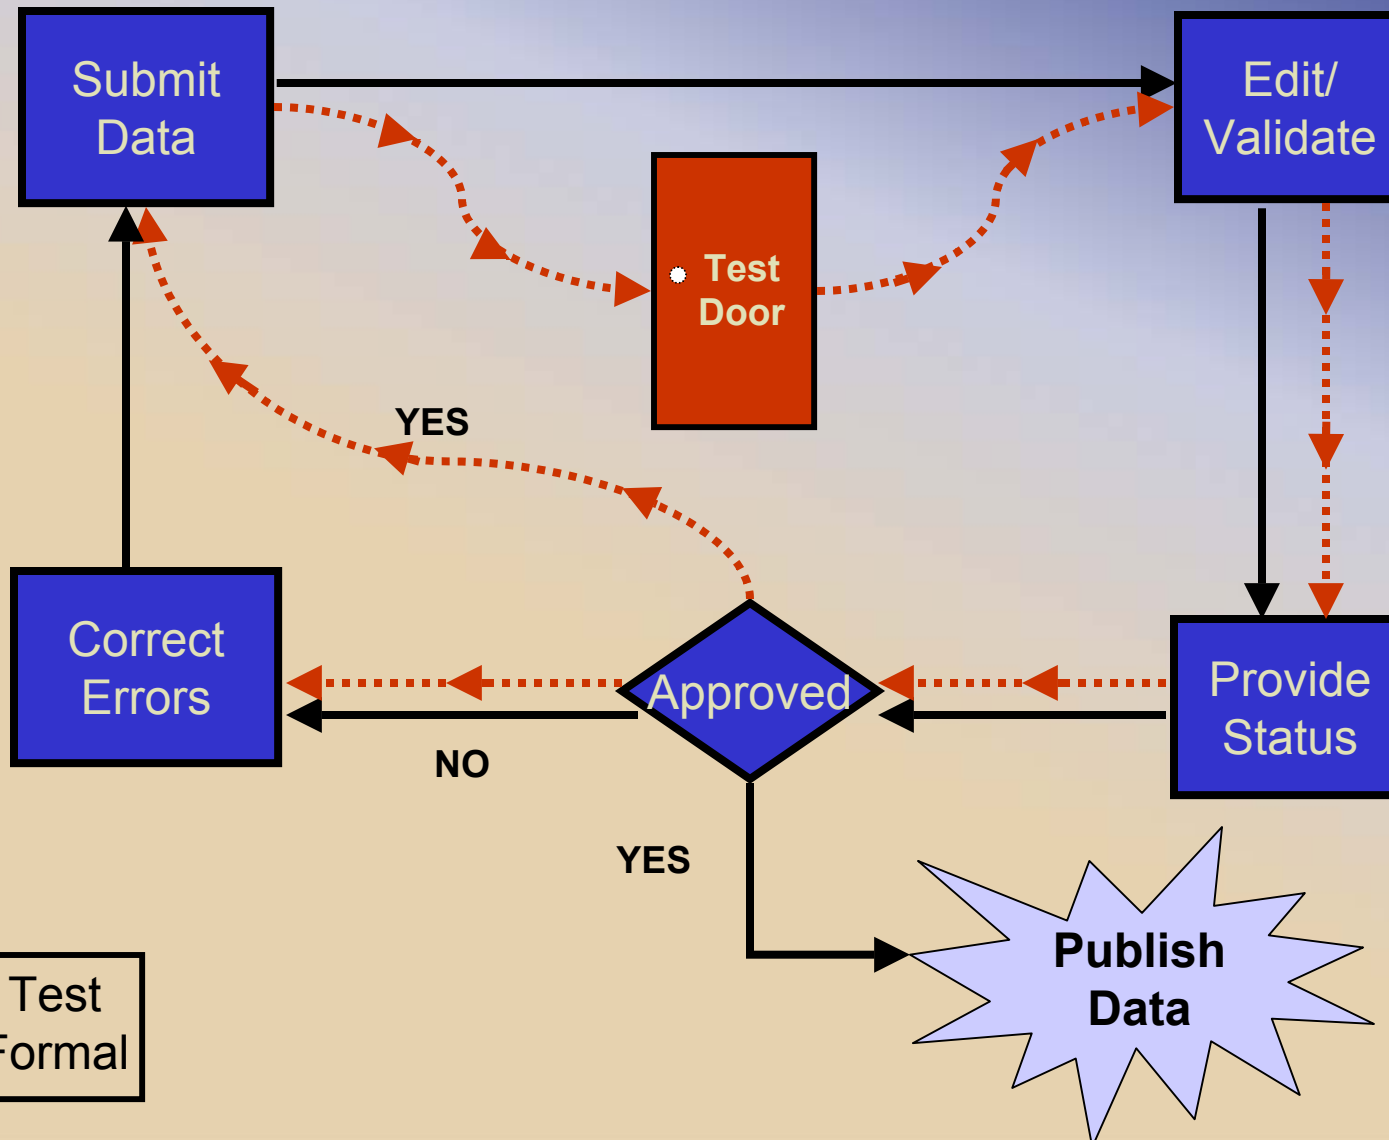 Submit
Data
Edit/
Validate
Test
Door
YES
Correct
Errors
Approved
Provide
Status
NO
YES
Publish
Data
Test
Formal